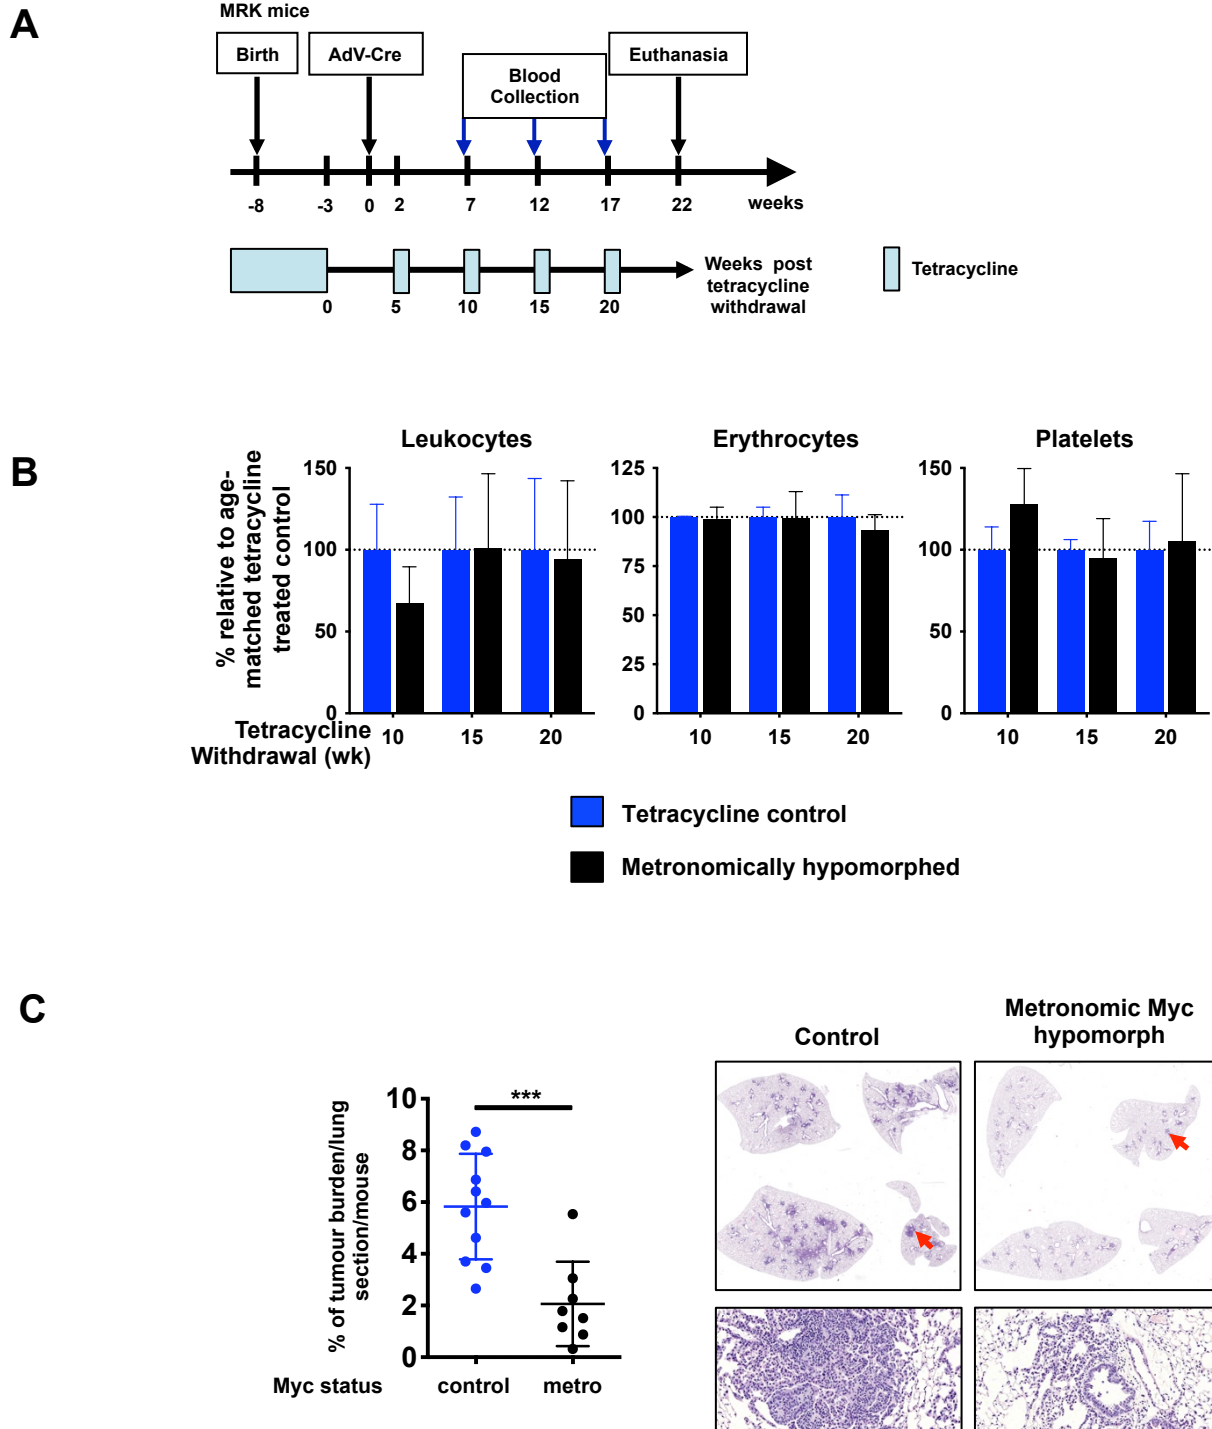 A
MRK mice
Birth
AdV-Cre
Blood
Collection
Euthanasia
-8
-3
0
2
7
12
17
22
weeks
0
5
10
15
20
Weeks post
tetracycline
withdrawal
Tetracycline
B
% relative to age-
matched tetracycline
treated control
Leukocytes
150
100
50
0
10
15
20
Erythrocytes
125
100
75
50
25
0
10
15
20
Platelets
150
100
50
0
10
15
20
Tetracycline
Withdrawal (wk)
Tetracycline control
Metronomically hypomorphed
C
% of tumour burden/lung
section/mouse
10
8
6
4
2
0
***
Myc status
control
metro
Control
Metronomic Myc
hypomorph